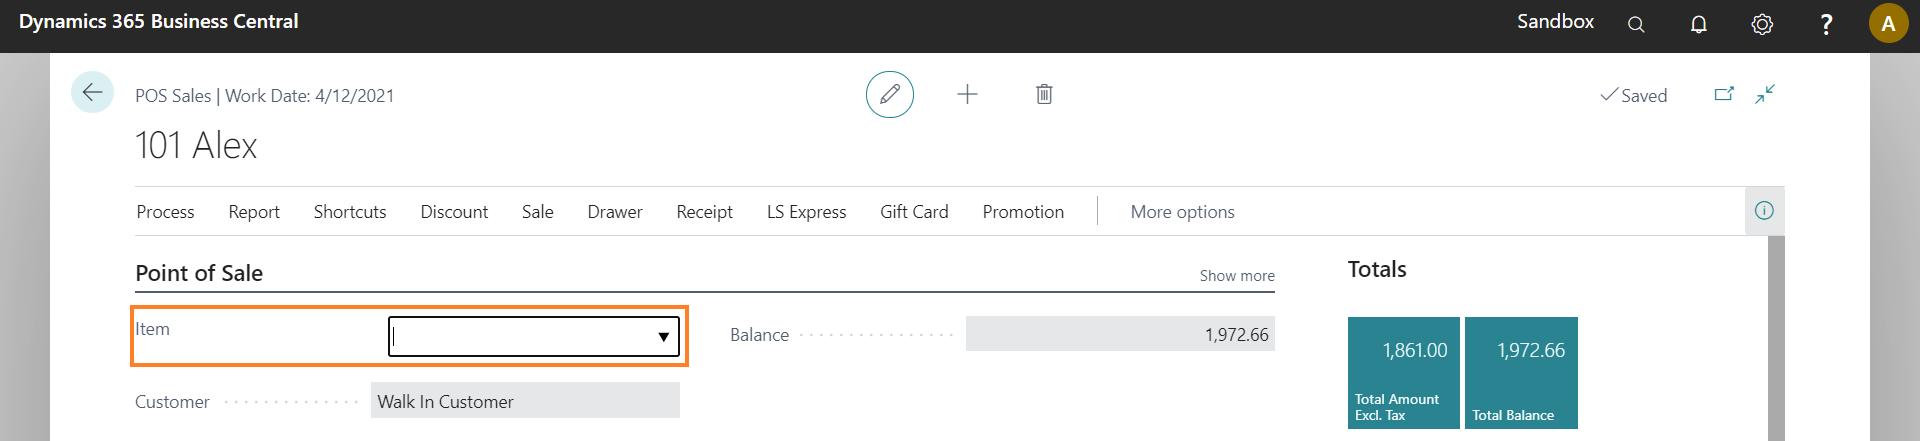 Dynamics 365 Business Central
Sandbox
?
A
POS Sales | Work Date: 4/12/2021
Saved
101 Alex
Process Report Shortcuts Discount Sale Drawer Receipt LS Express Gift Card Promotion More options
Point of Sale
Show more
Item
Balance
1,972.66
Customer
Walk In Customer
Totals
1,861.00
Total Amount
Excl. Tax
1,972.66
Total Balance